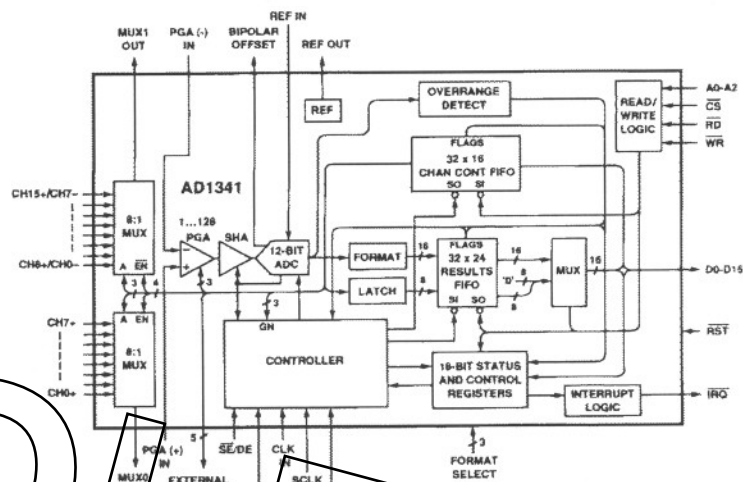 REF IN
MUX1 OUT
PGA (-) IN
BIPOLAR OFFSET
REF OUT
REF
OVERRANGE DETECT
READ/ WRITE LOGIC
A0-A2
CS
RD
WR
FLAGS
32 x 16
CHAN CONT FIFO
SO SI
AD1341
CH15+/CH7-
8:1 MUX
A EN
CH8+/CH0-
1...128
PGA
SHA
12-BIT ADC
FORMAT
16
LATCH
8
FLAGS
32 x 24
RESULTS FIFO
SI SO
16
'0'
8
8
MUX
16
D0-D15
3
4
3
3
GN
CONTROLLER
CH7+
A EN
8:1 MUX
CH0+
RST
18-BIT STATUS AND CONTROL REGISTERS
INTERRUPT LOGIC
IRQ
PGA (+) IN
5
SE/DE
CLK IN
3
FORMAT SELECT
MUX0
EXTERNAL
SCLK